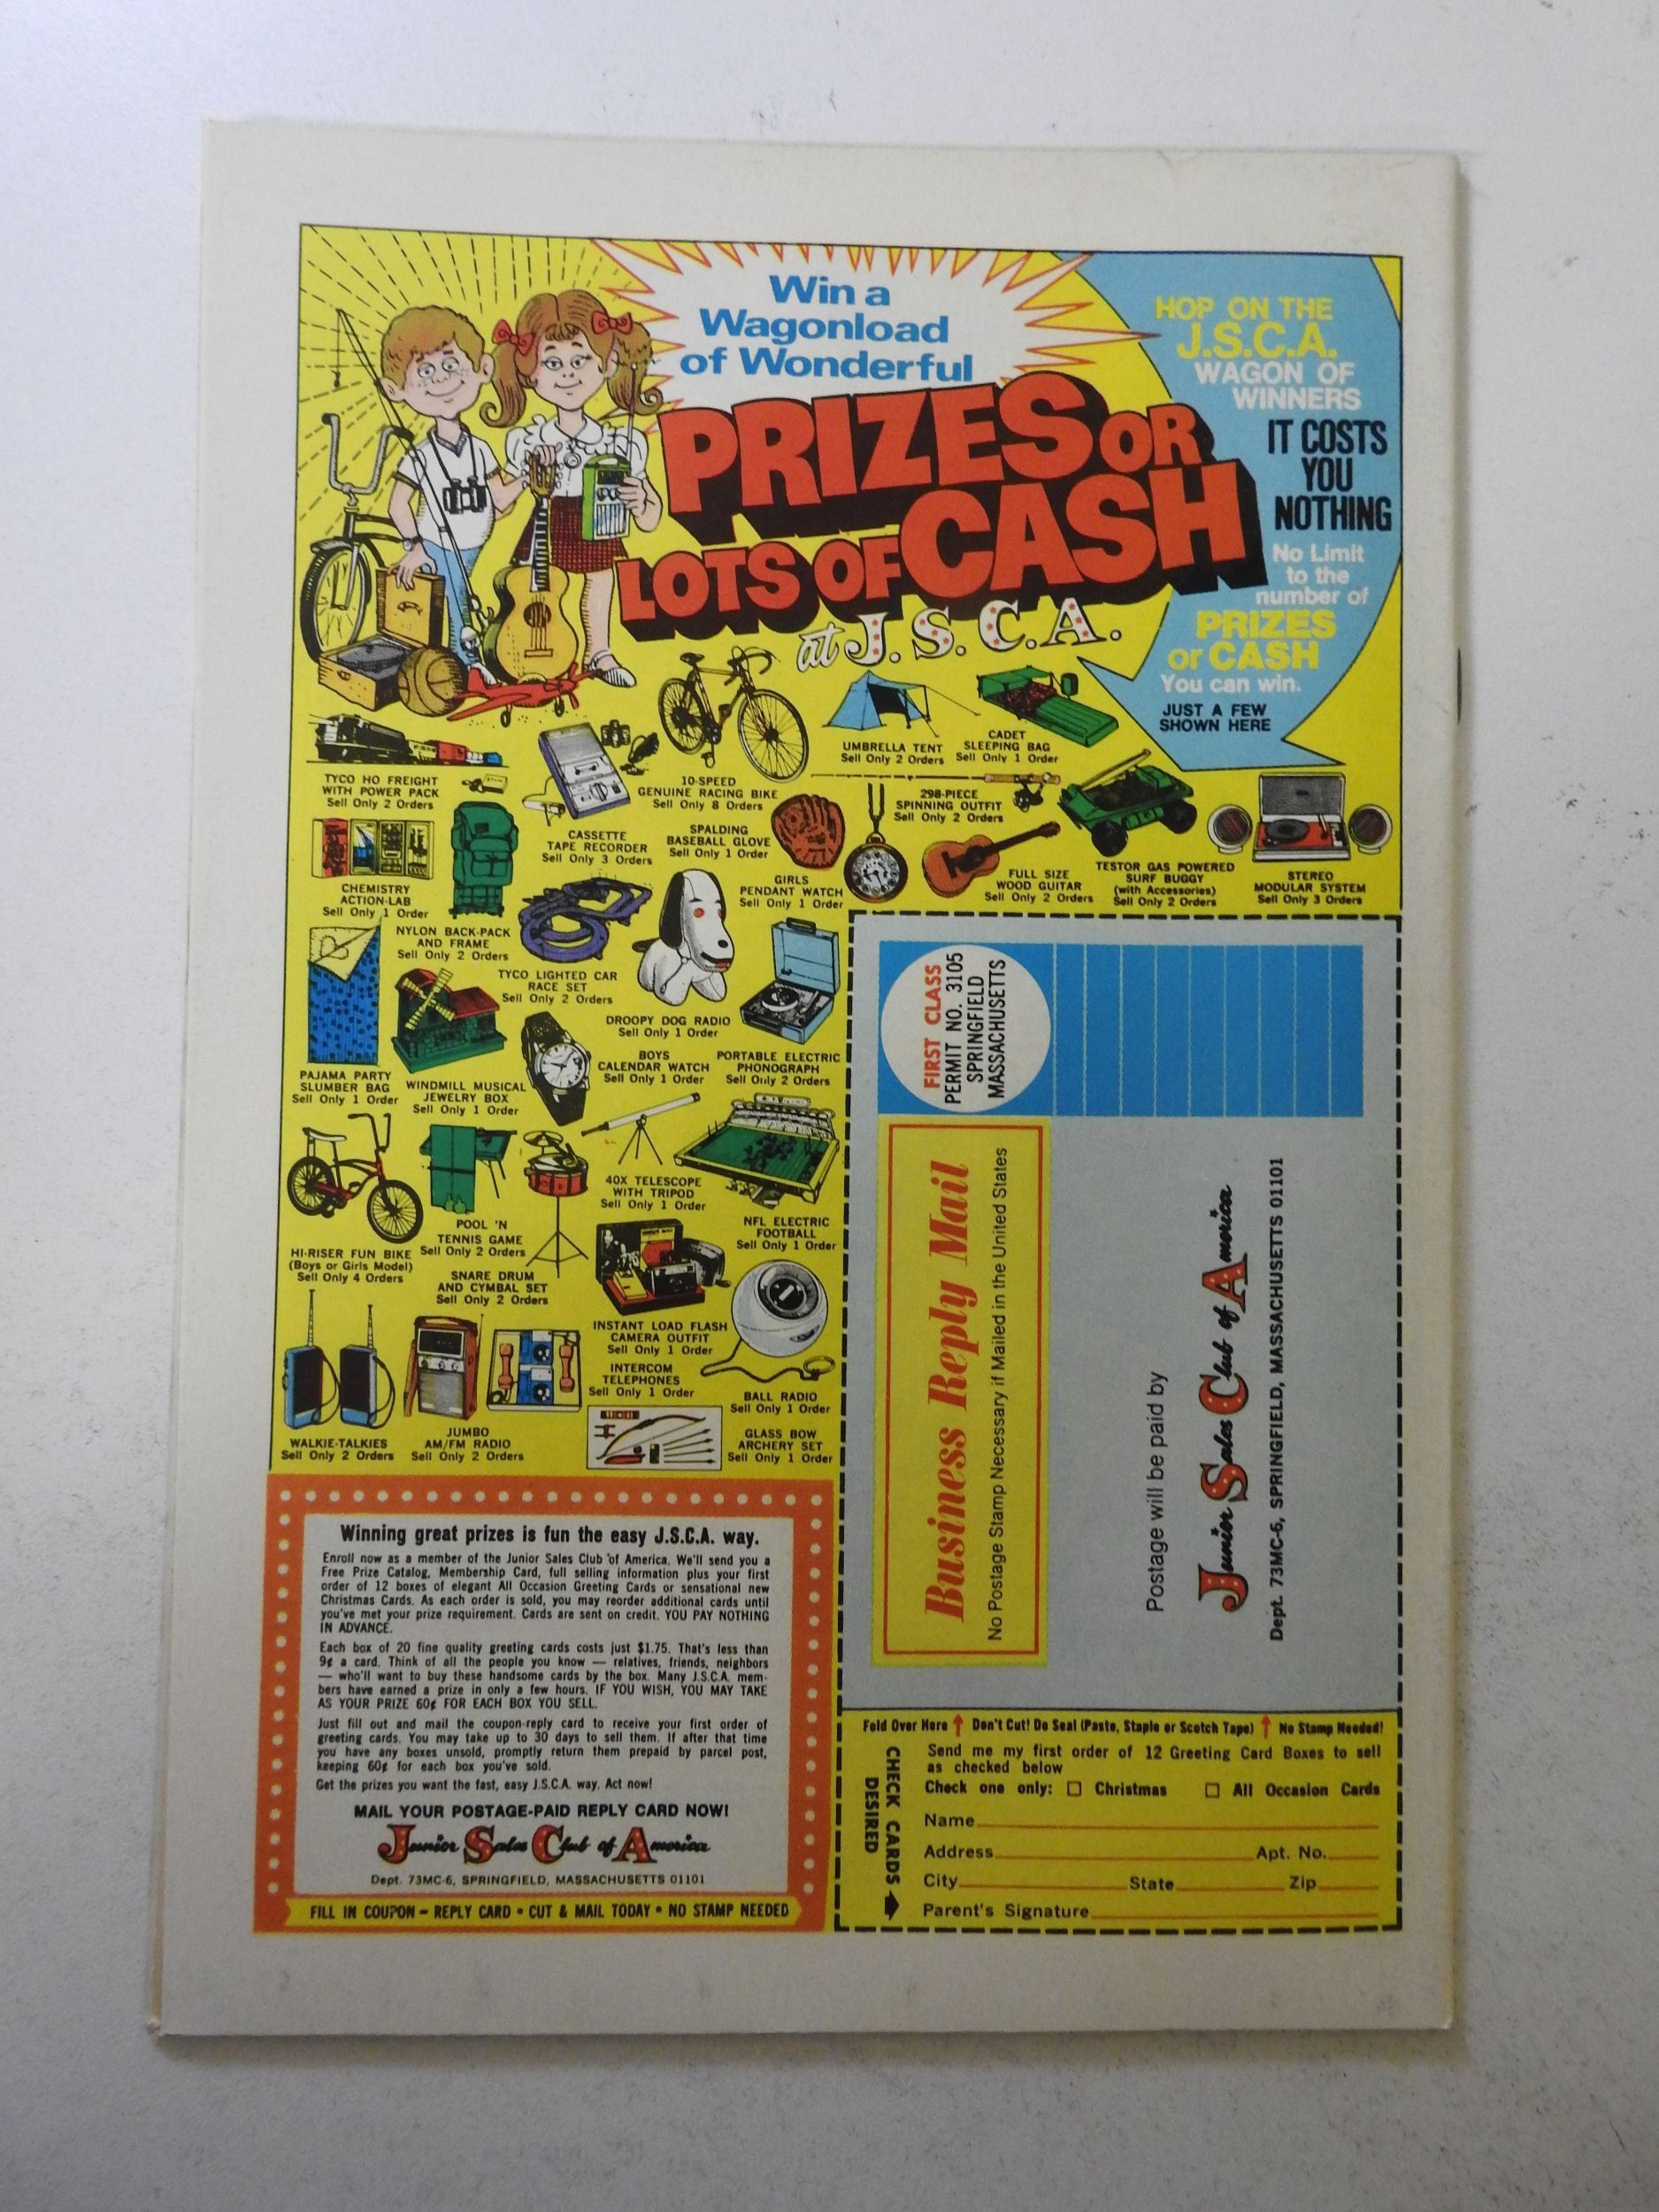 Win a
Wagonload
of Wonderful
PRIZES OR
LOTS OF CASH
at J.S.C.A.
HOP ON THE
J.S.C.A.
WAGON OF
WINNERS
IT COSTS
YOU
NOTHING
No Limit
to the
number of
PRIZES
or CASH
You can win.
JUST A FEW
SHOWN HERE
TYCO HO FREIGHT
WITH POWER PACK
Sell Only 2 Orders
CASSETTE
TAPE RECORDER
Sell Only 3 Orders
10-SPEED
GENUINE RACING BIKE
Sell Only 8 Orders
UMBRELLA TENT
Sell Only 2 Orders
CADET
SLEEPING BAG
Sell Only 1 Order
298-PIECE
SPINNING OUTFIT
Sell Only 2 Orders
SPALDING
BASEBALL GLOVE
Sell Only 1 Order
GIRLS
PENDANT WATCH
Sell Only 1 Order
FULL SIZE
WOOD GUITAR
Sell Only 2 Orders
TESTOR GAS POWERED
SURF BUGGY
(with Accessories)
Sell Only 2 Orders
STEREO
MODULAR SYSTEM
Sell Only 3 Orders
CHEMISTRY
ACTION-LAB
Sell Only 1 Order
NYLON BACK-PACK
AND FRAME
Sell Only 2 Orders
TYCO LIGHTED CAR
RACE SET
Sell Only 2 Orders
DROOPY DOG RADIO
Sell Only 1 Order
PAJAMA PARTY
SLUMBER BAG
Sell Only 1 Order
WINDMILL MUSICAL
JEWELRY BOX
Sell Only 1 Order
BOYS
CALENDAR WATCH
Sell Only 1 Order
PORTABLE ELECTRIC
PHONOGRAPH
Sell Only 2 Orders
HI-RISER FUN BIKE
(Boys or Girls Model)
Sell Only 4 Orders
POOL 'N
TENNIS GAME
Sell Only 2 Orders
SNARE DRUM
AND CYMBAL SET
Sell Only 2 Orders
40X TELESCOPE
WITH TRIPOD
Sell Only 1 Order
NFL ELECTRIC
FOOTBALL
Sell Only 1 Order
INSTANT LOAD FLASH
CAMERA OUTFIT
Sell Only 1 Order
INTERCOM
TELEPHONES
Sell Only 1 Order
BALL RADIO
Sell Only 1 Order
WALKIE-TALKIES
Sell Only 2 Orders
JUMBO
AM/FM RADIO
Sell Only 2 Orders
GLASS BOW
ARCHERY SET
Sell Only 1 Order
Winning great prizes is fun the easy J.S.C.A. way.
Enroll now as a member of the Junior Sales Club of America. We'll send you a
Free Prize Catalog, Membership Card, full selling information plus your first
order of 12 boxes of elegant All Occasion Greeting Cards or sensational new
Christmas Cards. As each order is sold, you may reorder additional cards until
you've met your prize requirement. Cards are sent on credit. YOU PAY NOTHING
IN ADVANCE.
Each box of 20 fine quality greeting cards costs just $1.75. That's less than
9¢ a card. Think of all the people you know — relatives, friends, neighbors
— who'll want to buy these handsome cards by the box. Many J.S.C.A. mem-
bers have earned a prize in only a few hours. IF YOU WISH, YOU MAY TAKE
AS YOUR PRIZE 60¢ FOR EACH BOX YOU SELL.
Just fill out and mail the coupon-reply card to receive your first order of
greeting cards. You may take up to 30 days to sell them. If after that time
you have any boxes unsold, promptly return them prepaid by parcel post,
keeping 60¢ for each box you've sold.
Get the prizes you want the fast, easy J.S.C.A. way. Act now!
MAIL YOUR POSTAGE-PAID REPLY CARD NOW!
Junior Sales Club of America
Dept. 73MC-6, SPRINGFIELD, MASSACHUSETTS 01101
FILL IN COUPON – REPLY CARD • CUT & MAIL TODAY • NO STAMP NEEDED
FIRST CLASS
PERMIT NO. 3105
SPRINGFIELD
MASSACHUSETTS
Business Reply Mail
No Postage Stamp Necessary if Mailed in the United States
Postage will be paid by
Junior Sales Club of America
Dept. 73MC-6, SPRINGFIELD, MASSACHUSETTS 01101
Fold Over Here ↑ Don't Cut! Do Seal (Paste, Staple or Scotch Tape) ↑ No Stamp Needed!
CHECK CARDS
DESIRED
Send me my first order of 12 Greeting Card Boxes to sell
as checked below
Check one only: ☐ Christmas ☐ All Occasion Cards
Name
Address Apt. No.
City State Zip
Parent's Signature